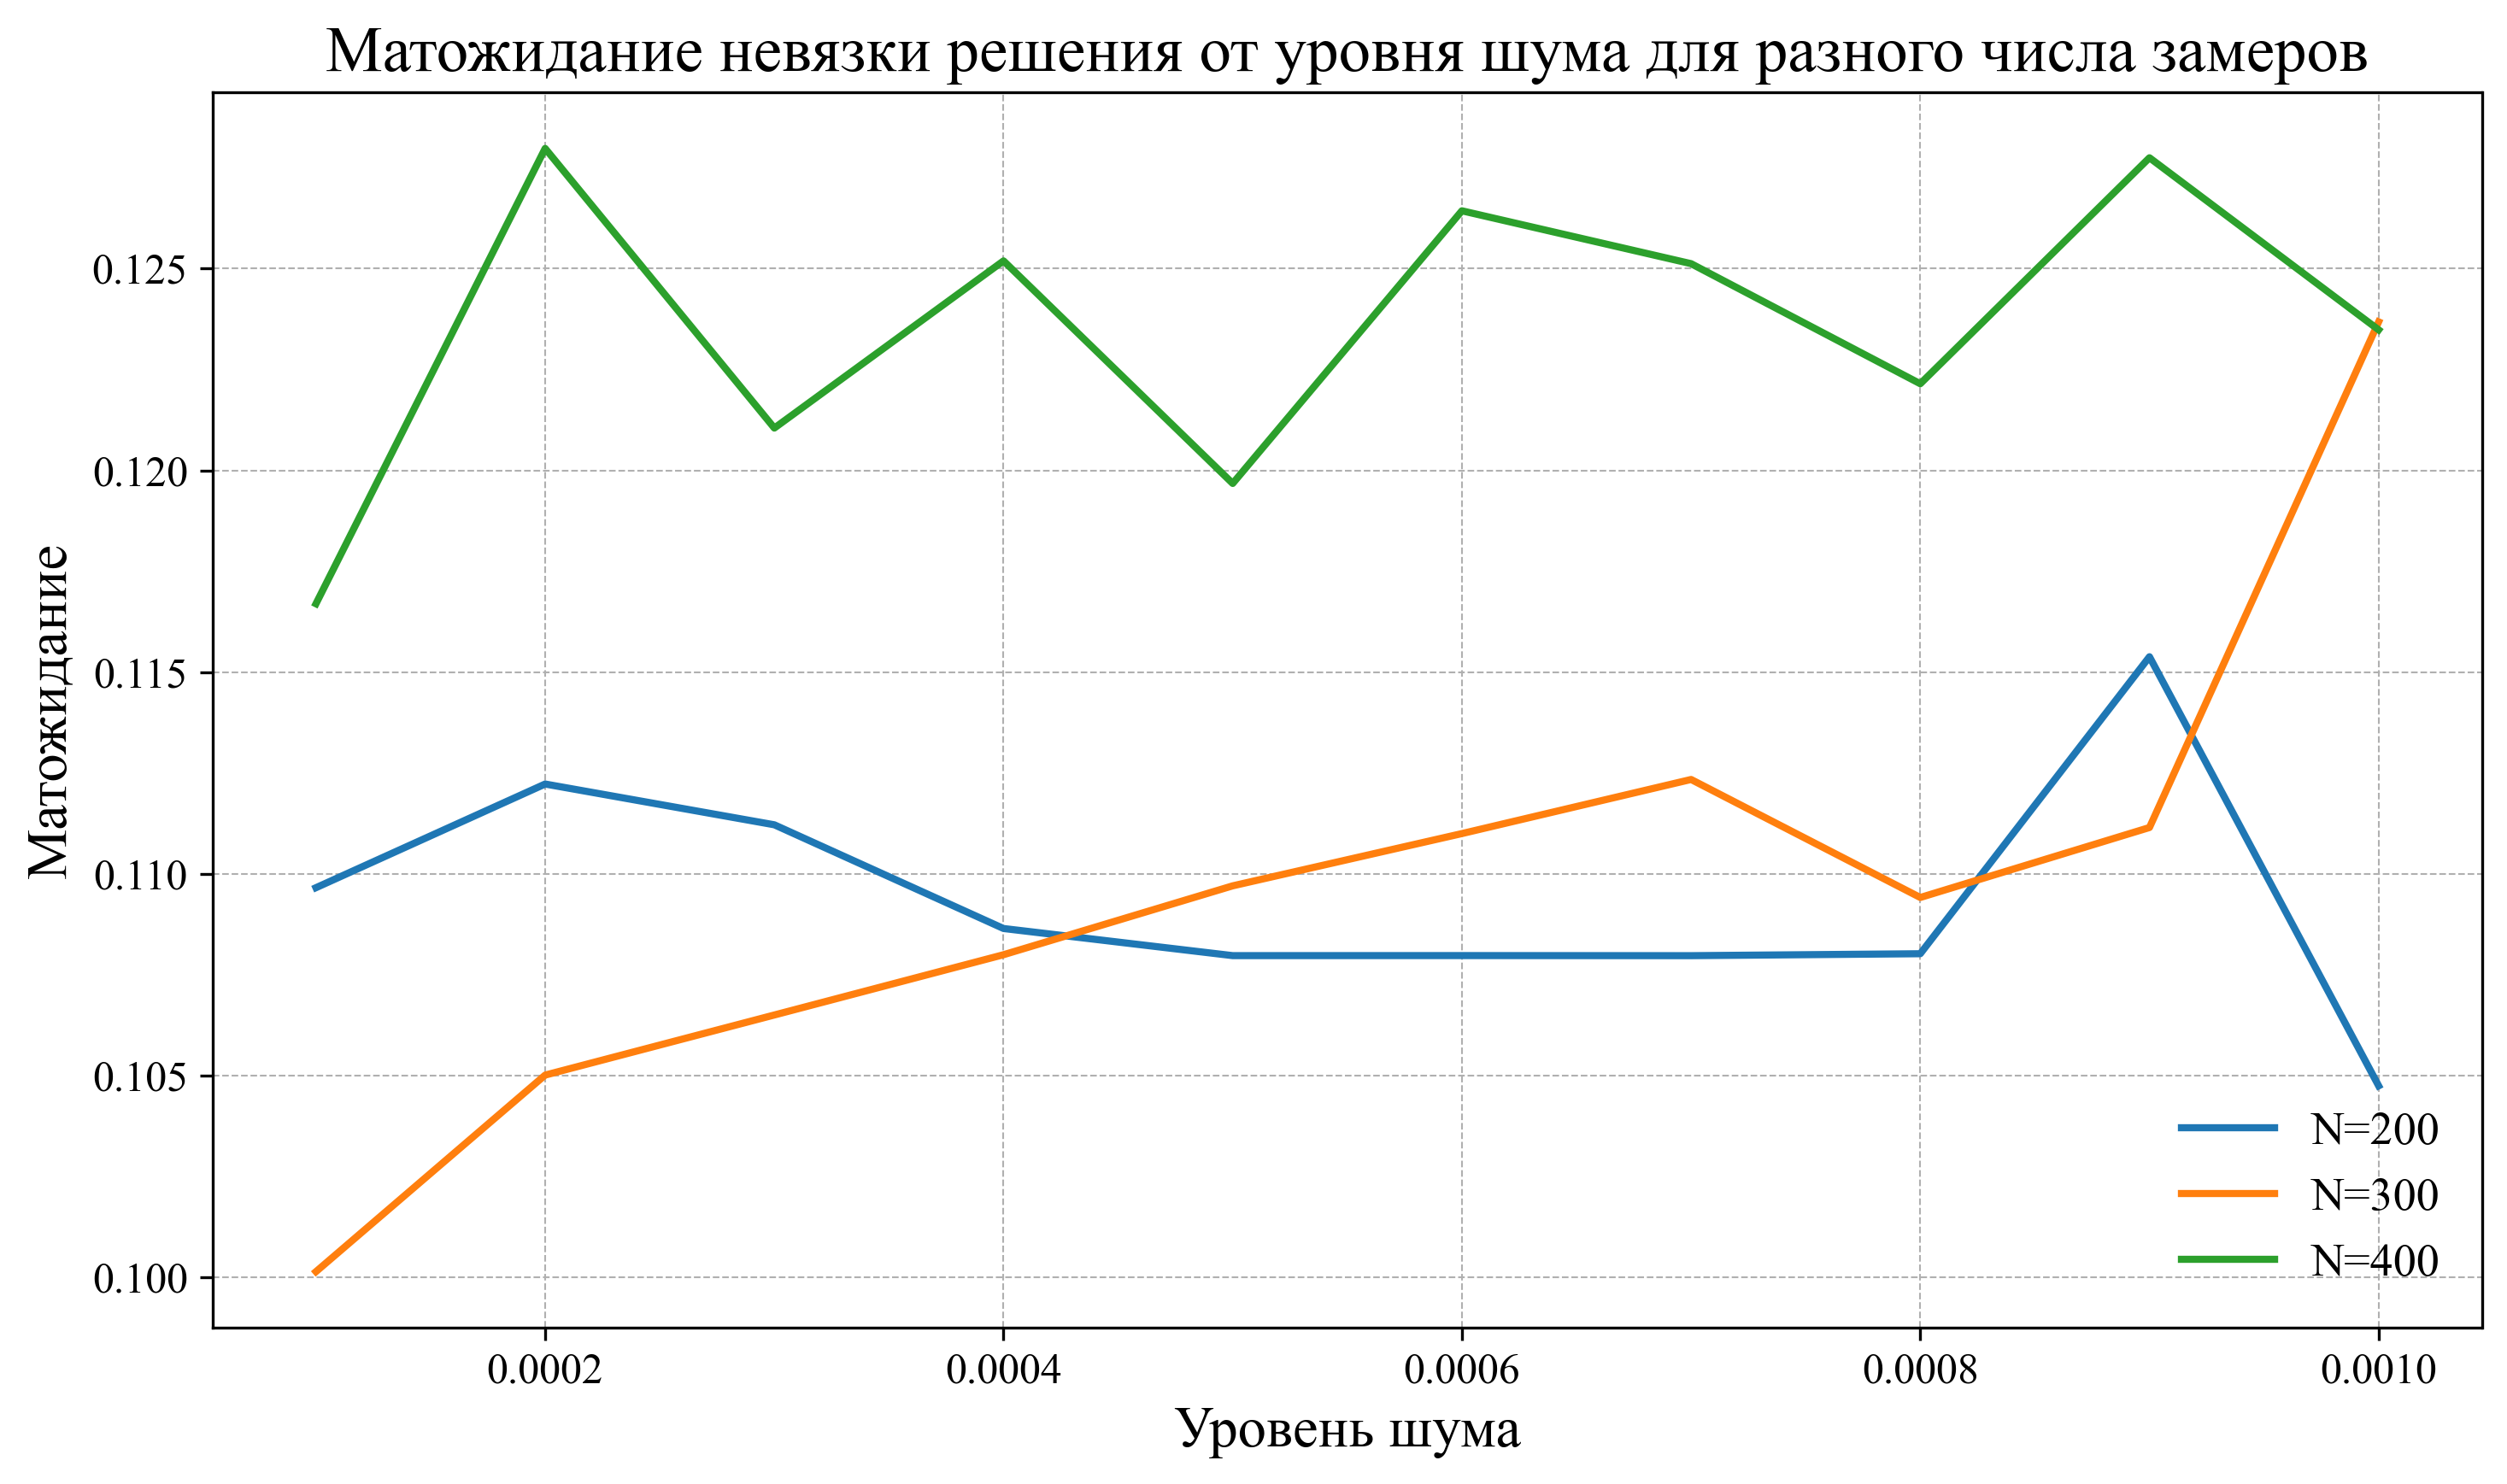 Матожидание невязки решения от уровня шума для разного числа замеров
Матожидание
0.125
0.120
0.115
0.110
0.105
0.100
N=200
N=300
N=400
0.0002 0.0004 0.0006 0.0008 0.0010
Уровень шума